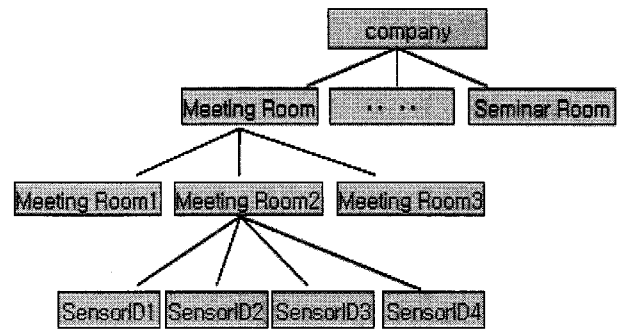 company
Meeting Room
.. ..
Seminar Room
Meeting Room1
Meeting Room2
Meeting Room3
SensorID1
SensorID2
SensorID3
SensorID4